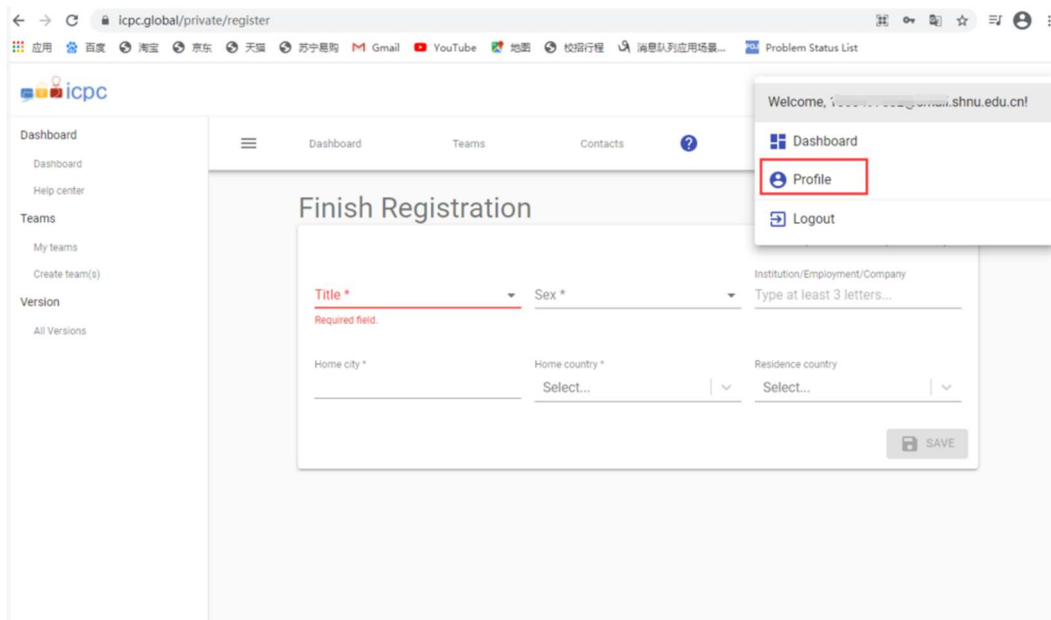 icpc.global/private/register
应用 百度 淘宝 京东 天猫 苏宁易购 Gmail YouTube 地图 校招行程 消息队列应用场景... Problem Status List
icpc
Welcome, @ .shnu.edu.cn!
Dashboard
Dashboard
Help center
Teams
My teams
Create team(s)
Version
All Versions
Dashboard Teams Contacts ?
Dashboard
Profile
Logout
Finish Registration
Institution/Employment/Company
Title * Sex * Type at least 3 letters...
Required field.
Home city * Home country * Residence country
Select... Select...
SAVE